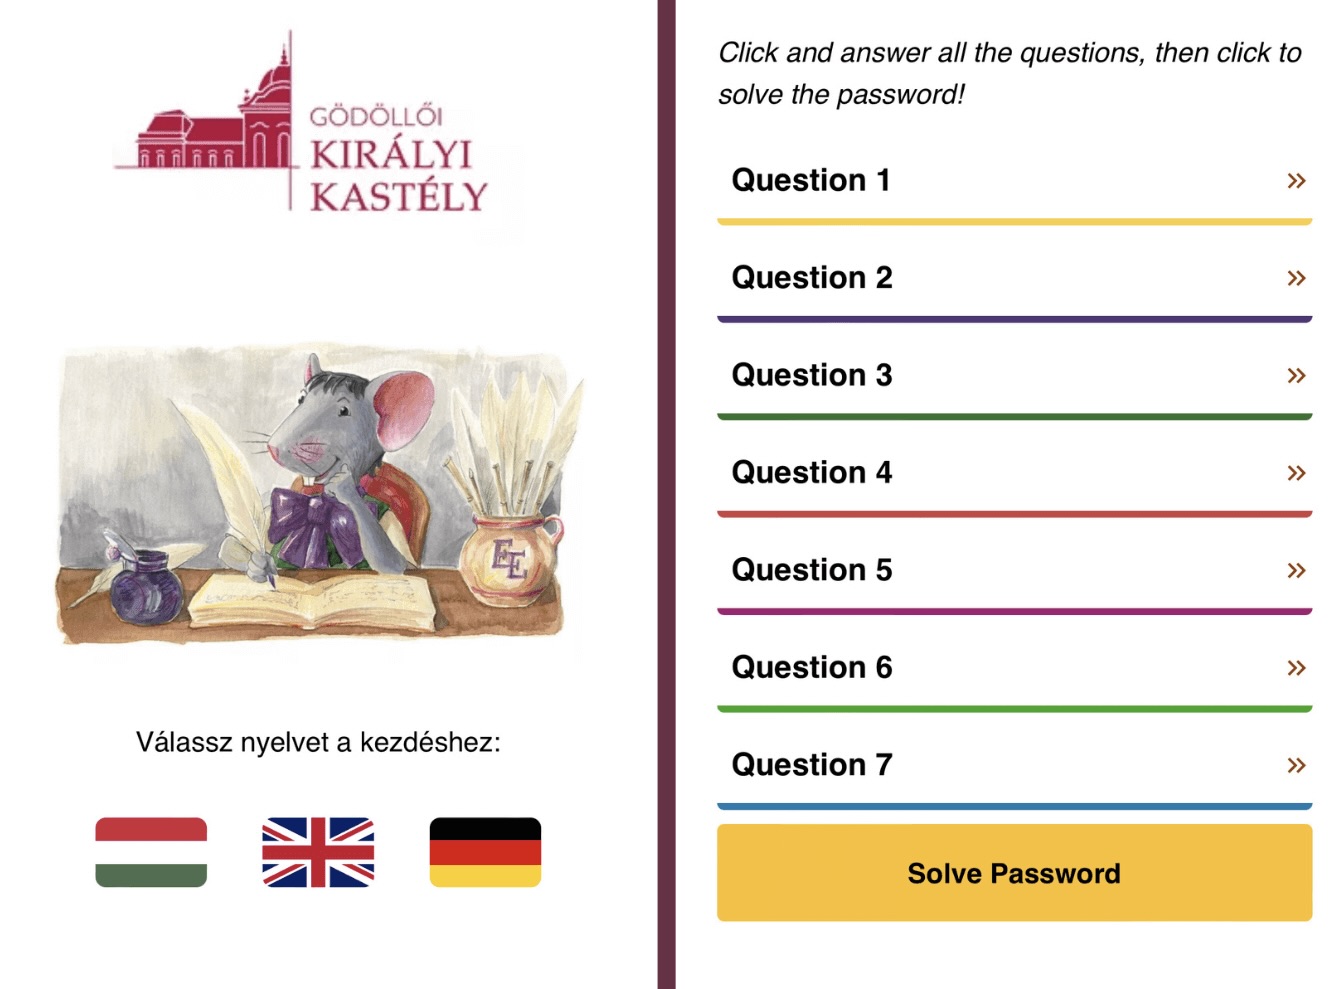 GÖDÖLLŐI
KIRÁLYI
KASTÉLY
EE
Válassz nyelvet a kezdéshez:
Click and answer all the questions, then click to
solve the password!
Question 1 »
Question 2 »
Question 3 »
Question 4 »
Question 5 »
Question 6 »
Question 7 »
Solve Password